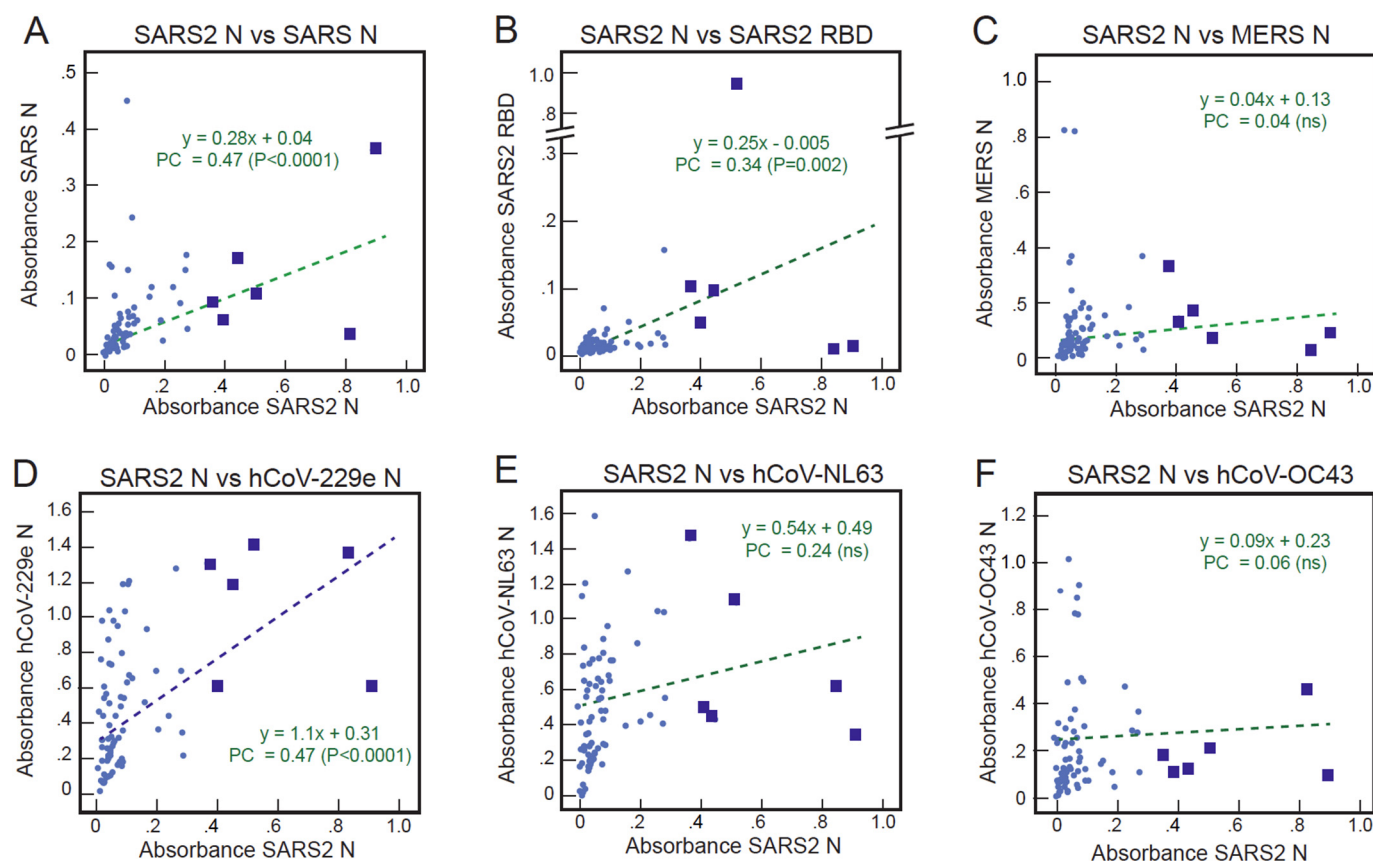 A
SARS2 N vs SARS N
Absorbance SARS N
.5
.4
.3
.2
.1
0
y = 0.28x + 0.04
PC = 0.47 (P<0.0001)
0 .2 .4 .6 .8 1.0
Absorbance SARS2 N
B
SARS2 N vs SARS2 RBD
Absorbance SARS2 RBD
1.0
.8
.3
.2
.1
0
y = 0.25x - 0.005
PC = 0.34 (P=0.002)
0 .2 .4 .6 .8 1.0
Absorbance SARS2 N
C
SARS2 N vs MERS N
Absorbance MERS N
1.0
.8
.6
.4
.5
0
y = 0.04x + 0.13
PC = 0.04 (ns)
0 .2 .4 .6 .8 1.0
Absorbance SARS2 N
D
SARS2 N vs hCoV-229e N
Absorbance hCoV-229e N
1.6
1.4
1.2
1.0
.8
.6
.4
.2
0
y = 1.1x + 0.31
PC = 0.47 (P<0.0001)
0 .2 .4 .6 .8 1.0
Absorbance SARS2 N
E
SARS2 N vs hCoV-NL63
Absorbance hCoV-NL63 N
1.6
1.4
1.2
1.0
.8
.6
.4
.2
0
y = 0.54x + 0.49
PC = 0.24 (ns)
0 .2 .4 .6 .8 1.0
Absorbance SARS2 N
F
SARS2 N vs hCoV-OC43
Absorbance hCoV-OC43 N
1.2
1.0
.8
.6
.4
.2
0
y = 0.09x + 0.23
PC = 0.06 (ns)
0 .2 .4 .6 .8 1.0
Absorbance SARS2 N